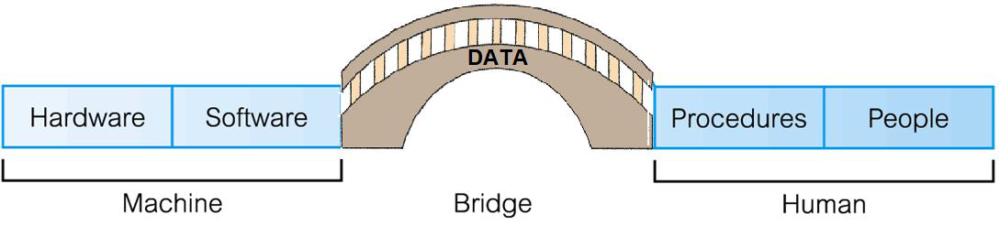 DATA
Hardware Software Procedures People
Machine Bridge Human